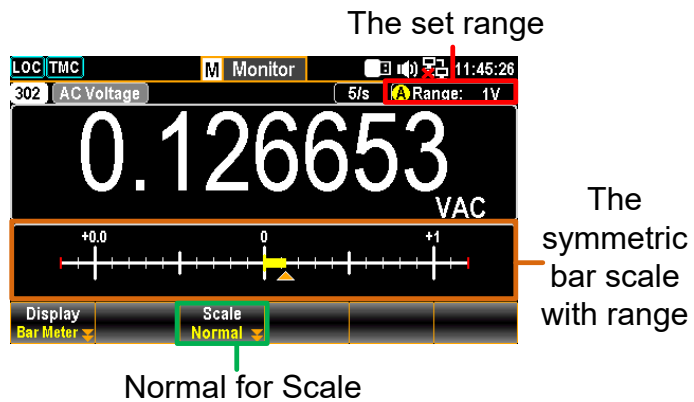 The set range
LOC TMC M Monitor 11:45:26
302 AC Voltage 5/s A Range: 1V
0.126653
VAC
+0.0 0 +1
The
symmetric
bar scale
with range
Display Scale
Bar Meter Normal
Normal for Scale